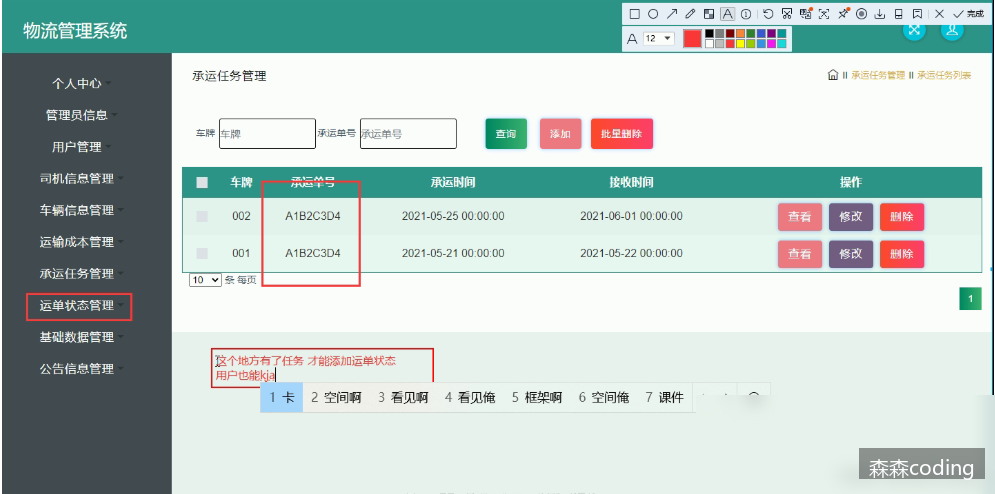 物流管理系统
完成
A 12
个人中心
管理员信息
用户管理
司机信息管理
车辆信息管理
运输成本管理
承运任务管理
运单状态管理
基础数据管理
公告信息管理
承运任务管理
承运任务管理 承运任务列表
车牌 车牌 承运单号 承运单号 查询 添加 批量删除
车牌 承运单号 承运时间 接收时间 操作
002 A1B2C3D4 2021-05-25 00:00:00 2021-06-01 00:00:00 查看 修改 删除
001 A1B2C3D4 2021-05-21 00:00:00 2021-05-22 00:00:00 查看 修改 删除
10 条 每页
1
这个地方有了任务 才能添加运单状态
用户也能kja
1 卡 2 空间啊 3 看见啊 4 看见俺 5 框架啊 6 空间俺 7 课件
森森coding